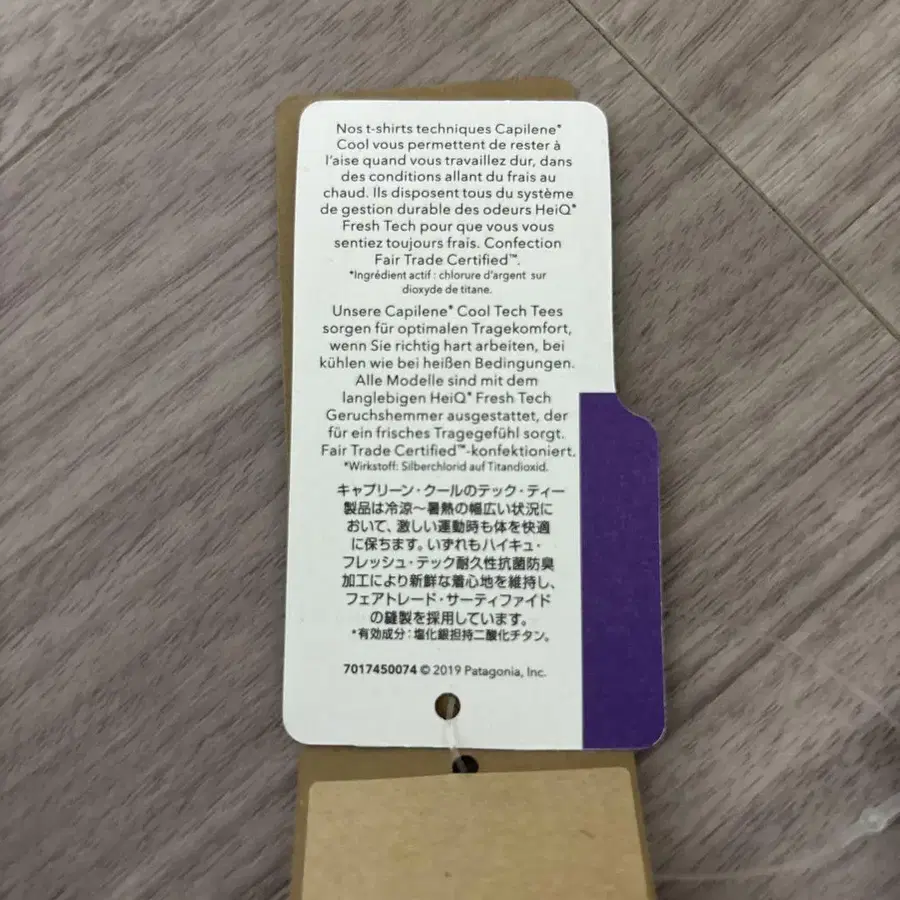 Nos t-shirts techniques Capilene®
Cool vous permettent de rester à
l'aise quand vous travaillez dur, dans
des conditions allant du frais au
chaud. Ils disposent tous du système
de gestion durable des odeurs HeiQ®
Fresh Tech pour que vous vous
sentiez toujours frais. Confection
Fair Trade Certified™.
*Ingrédient actif : chlorure d'argent sur
dioxyde de titane.
Unsere Capilene® Cool Tech Tees
sorgen für optimalen Tragekomfort,
wenn Sie richtig hart arbeiten, bei
kühlen wie bei heißen Bedingungen.
Alle Modelle sind mit dem
langlebigen HeiQ® Fresh Tech
Geruchshemmer ausgestattet, der
für ein frisches Tragegefühl sorgt.
Fair Trade Certified™-konfektioniert.
*Wirkstoff: Silberchlorid auf Titandioxid.
キャプリーン・クールのテック・ティー
製品は冷涼〜暑熱の幅広い状況に
おいて、激しい運動時も体を快適
に保ちます。いずれもハイキュ・
フレッシュ・テック耐久性抗菌防臭
加工により新鮮な着心地を維持し、
フェアトレード・サーティファイド
の縫製を採用しています。
*有効成分：塩化銀担持二酸化チタン。
7017450074 © 2019 Patagonia, Inc.